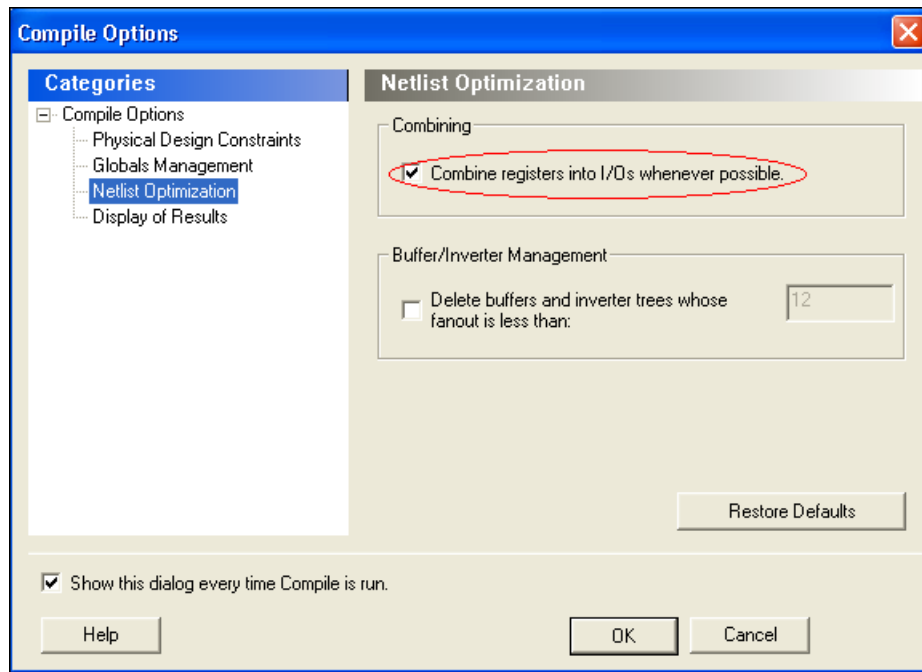 Compile Options
Categories
Compile Options
Physical Design Constraints
Globals Management
Netlist Optimization
Display of Results
Netlist Optimization
Combining
Combine registers into I/Os whenever possible.
Buffer/Inverter Management
Delete buffers and inverter trees whose
fanout is less than:
12
Restore Defaults
Show this dialog every time Compile is run.
Help
OK
Cancel